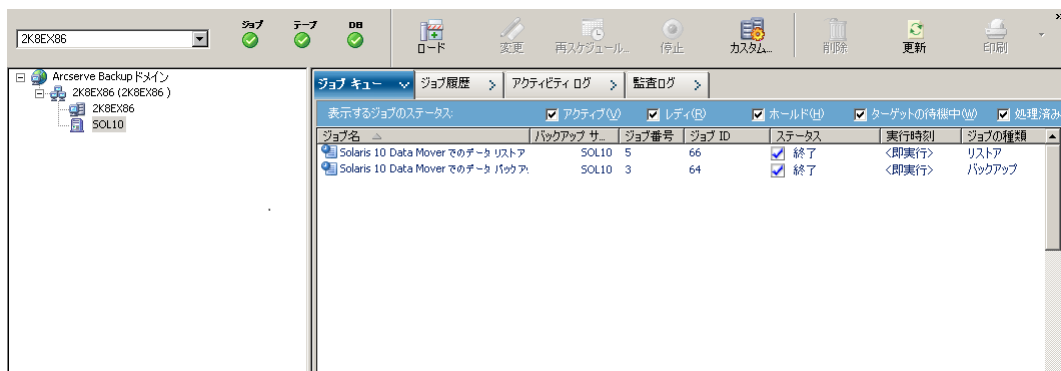 ジョブ テープ DB
2K8EX86
ロード 変更 再スケジュール... 停止 カスタム... 削除 更新 印刷
Arcserve Backup ドメイン
2K8EX86 (2K8EX86 )
2K8EX86
SOL10
ジョブ キュー ジョブ履歴 アクティビティ ログ 監査ログ
表示するジョブのステータス: アクティブ(V) レディ(R) ホールド(H) ターゲットの待機中(W) 処理済み
ジョブ名 バックアップ サ... ジョブ番号 ジョブ ID ステータス 実行時刻 ジョブの種類
Solaris 10 Data Mover でのデータ リストア SOL10 5 66 終了 <即実行> リストア
Solaris 10 Data Mover でのデータ バックア SOL10 3 64 終了 <即実行> バックアップ